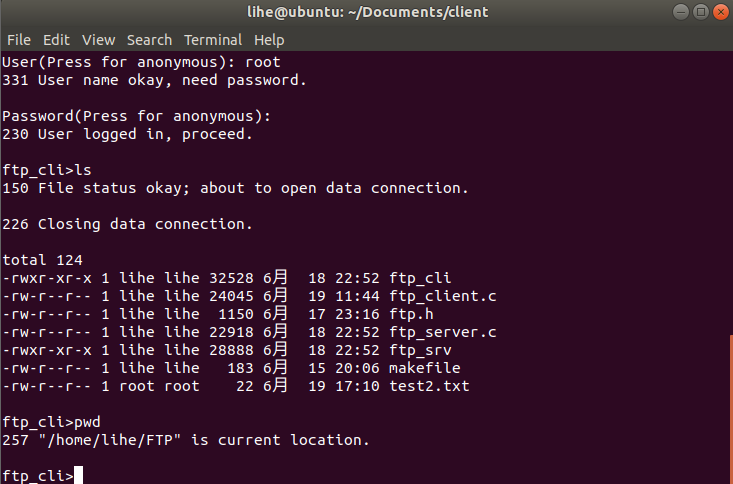 lihe@ubuntu: ~/Documents/client
File Edit View Search Terminal Help
User(Press for anonymous): root
331 User name okay, need password.
Password(Press for anonymous):
230 User logged in, proceed.
ftp_cli>ls
150 File status okay; about to open data connection.
226 Closing data connection.
total 124
-rwxr-xr-x 1 lihe lihe 32528 6月  18 22:52 ftp_cli
-rw-r--r-- 1 lihe lihe 24045 6月  19 11:44 ftp_client.c
-rw-r--r-- 1 lihe lihe  1150 6月  17 23:16 ftp.h
-rw-r--r-- 1 lihe lihe 22918 6月  18 22:52 ftp_server.c
-rwxr-xr-x 1 lihe lihe 28888 6月  18 22:52 ftp_srv
-rw-r--r-- 1 lihe lihe   183 6月  15 20:06 makefile
-rw-r--r-- 1 root root    22 6月  19 17:10 test2.txt
ftp_cli>pwd
257 "/home/lihe/FTP" is current location.
ftp_cli>